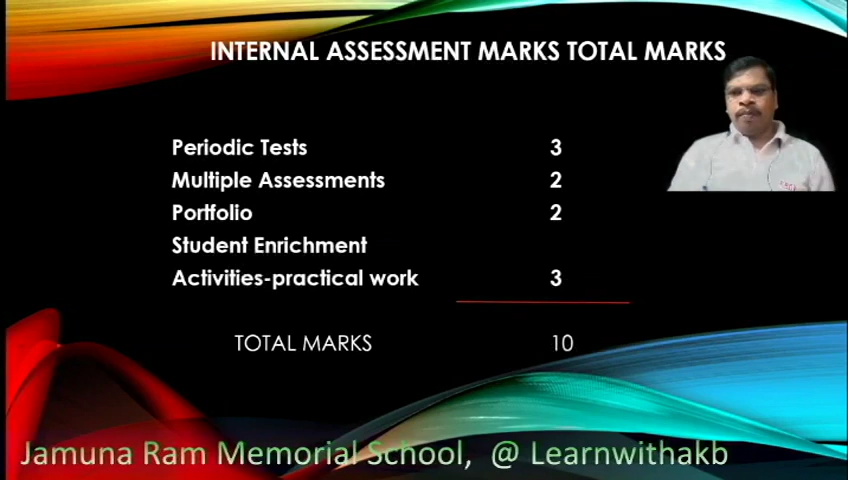 INTERNAL ASSESSMENT MARKS TOTAL MARKS
Periodic Tests 3
Multiple Assessments 2
Portfolio 2
Student Enrichment
Activities-practical work 3
TOTAL MARKS 10
Jamuna Ram Memorial School, @ Learnwithakb